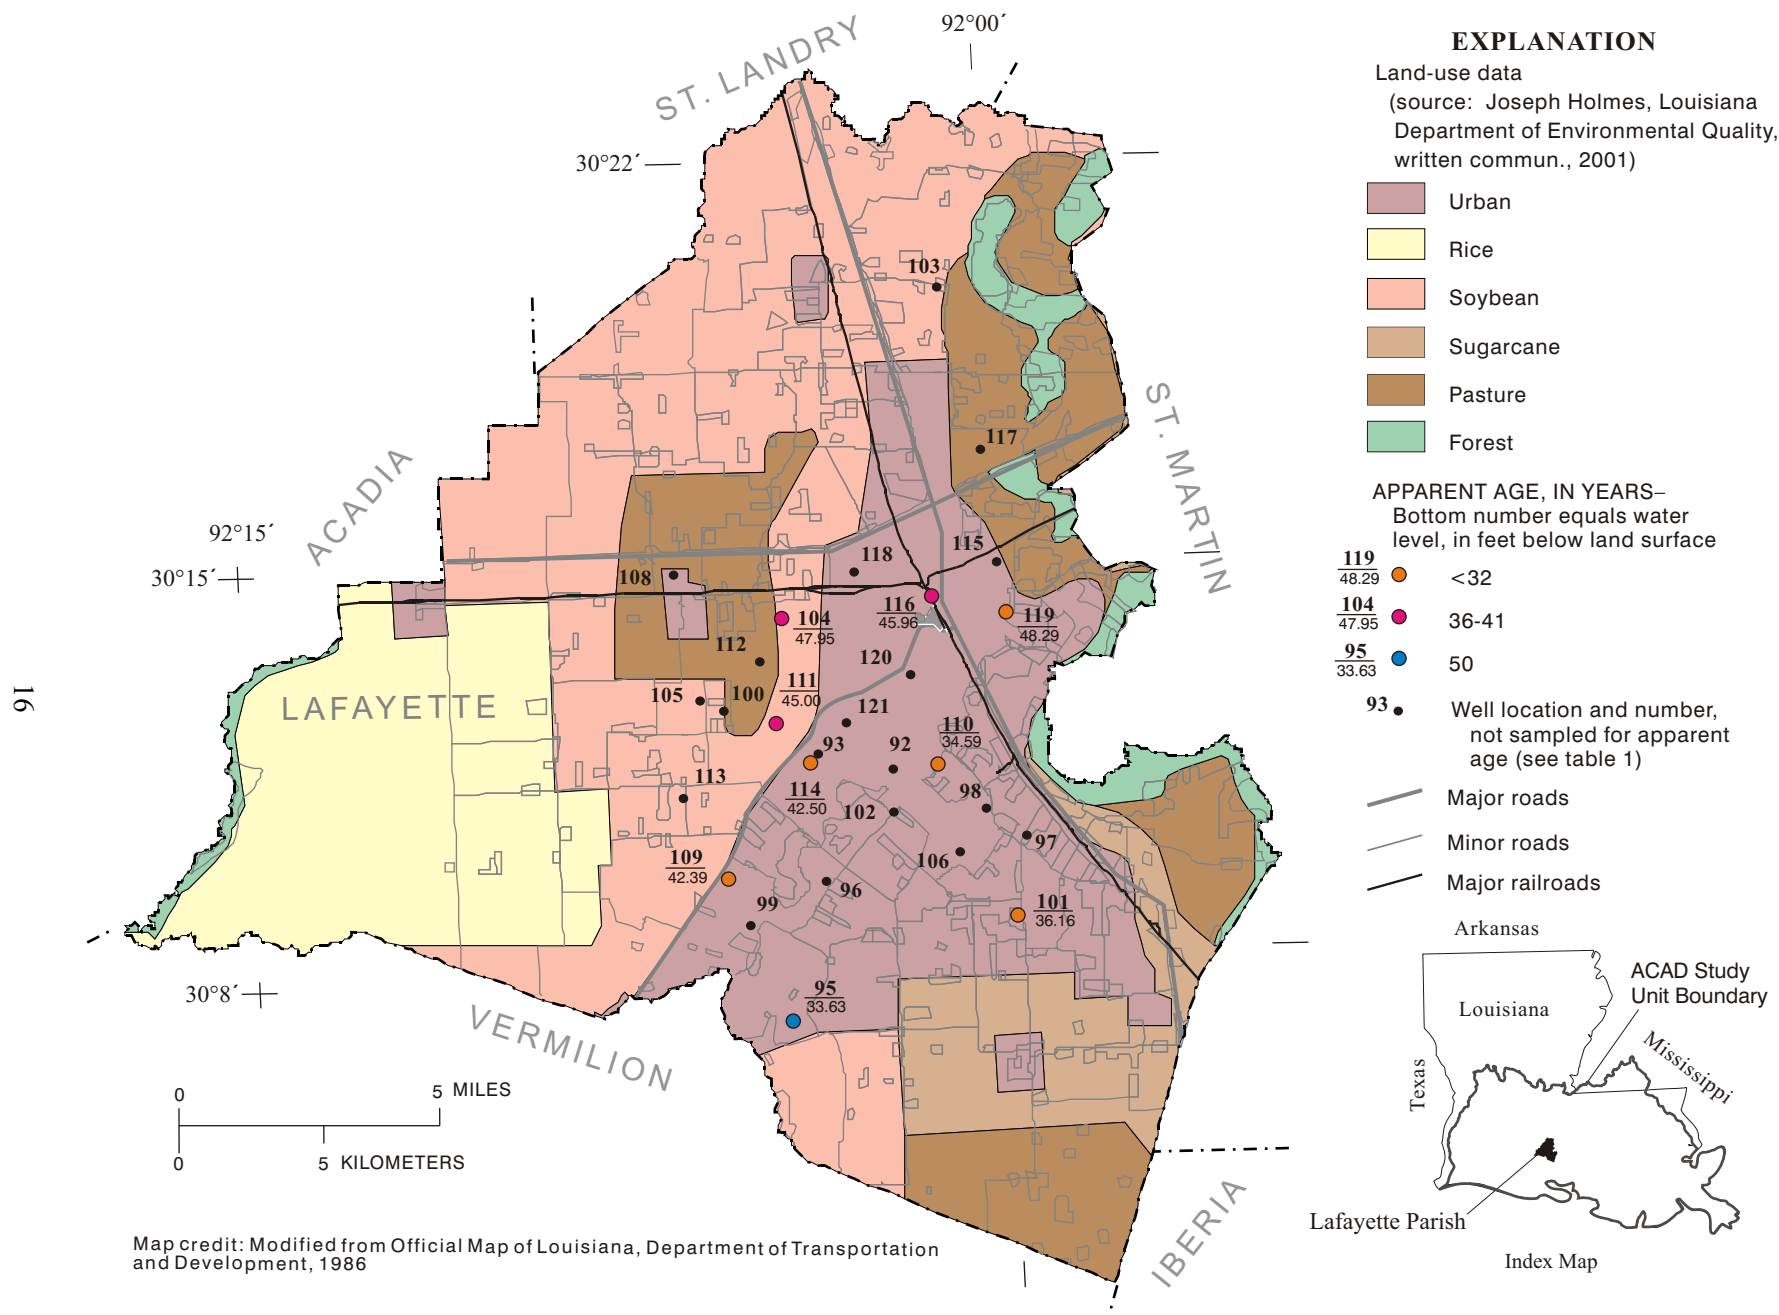 92°00´
ST. LANDRY
30°22´
EXPLANATION
Land-use data
(source: Joseph Holmes, Louisiana
Department of Environmental Quality,
written commun., 2001)
Urban
Rice
Soybean
Sugarcane
Pasture
Forest
APPARENT AGE, IN YEARS–
Bottom number equals water
level, in feet below land surface
119
48.29
<32
104
47.95
36-41
95
33.63
50
93
Well location and number,
not sampled for apparent
age (see table 1)
Major roads
Minor roads
Major railroads
103
ST. MARTIN
117
ACADIA
92°15´
30°15´
118
115
108
116
45.96
104
47.95
119
48.29
112
120
105
100
111
45.00
LAFAYETTE
16
121
110
34.59
93
92
113
114
42.50
98
102
97
106
109
42.39
96
99
101
36.16
30°8´
95
33.63
VERMILION
0
5 MILES
0
5 KILOMETERS
IBERIA
Arkansas
ACAD Study
Unit Boundary
Louisiana
Mississippi
Texas
Lafayette Parish
Index Map
Map credit: Modified from Official Map of Louisiana, Department of Transportation
and Development, 1986